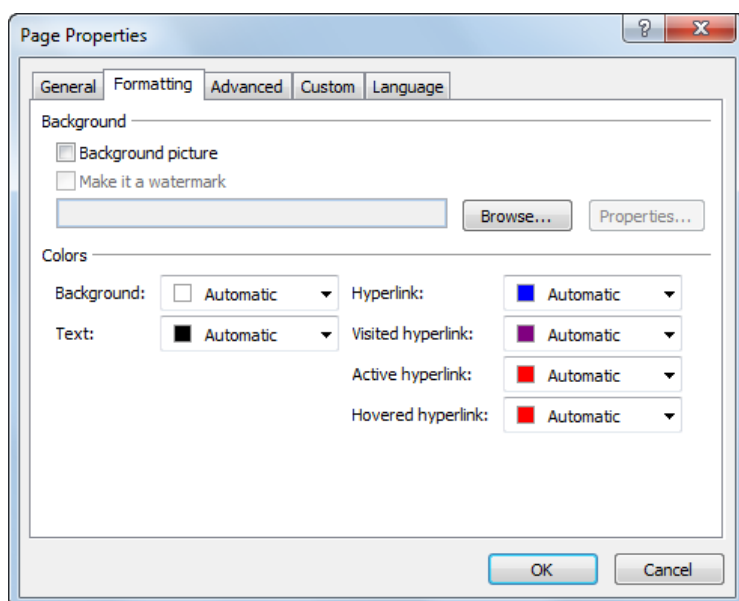 Page Properties
General Formatting Advanced Custom Language
Background
Background picture
Make it a watermark
Browse... Properties...
Colors
Background: Automatic Hyperlink: Automatic
Text: Automatic Visited hyperlink: Automatic
Active hyperlink: Automatic
Hovered hyperlink: Automatic
OK Cancel